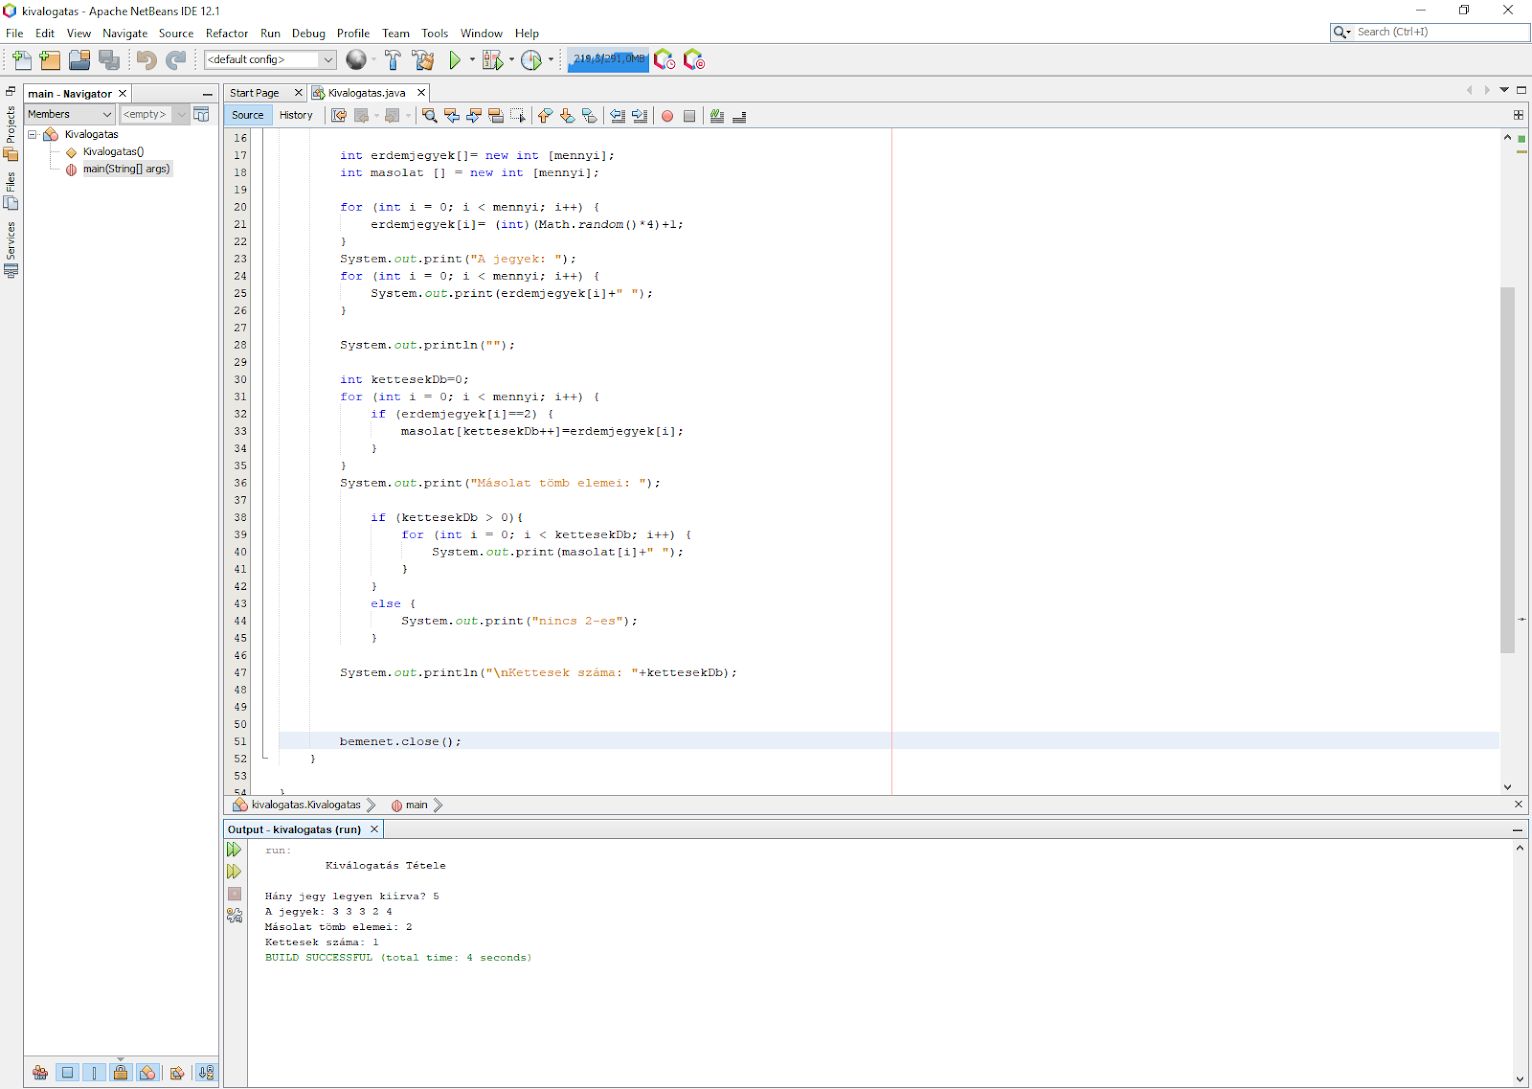 kivalogatas - Apache NetBeans IDE 12.1
File Edit View Navigate Source Refactor Run Debug Profile Team Tools Window Help
Search (Ctrl+I)
<default config>
219,8/291,0MB
main - Navigator
Members
<empty>
Kivalogatas
Kivalogatas()
main(String[] args)
Projects
Files
Services
Start Page
Kivalogatas.java
Source History
16
17 int erdemjegyek[]= new int [mennyi];
18 int masolat [] = new int [mennyi];
19
20 for (int i = 0; i < mennyi; i++) {
21 erdemjegyek[i]= (int)(Math.random()*4)+1;
22 }
23 System.out.print("A jegyek: ");
24 for (int i = 0; i < mennyi; i++) {
25 System.out.print(erdemjegyek[i]+" ");
26 }
27
28 System.out.println("");
29
30 int kettesekDb=0;
31 for (int i = 0; i < mennyi; i++) {
32 if (erdemjegyek[i]==2) {
33 masolat[kettesekDb++]=erdemjegyek[i];
34 }
35 }
36 System.out.print("Másolat tömb elemei: ");
37
38 if (kettesekDb > 0){
39 for (int i = 0; i < kettesekDb; i++) {
40 System.out.print(masolat[i]+" ");
41 }
42 }
43 else {
44 System.out.print("nincs 2-es");
45 }
46
47 System.out.println("\nKettesek száma: "+kettesekDb);
48
49
50
51 bemenet.close();
52 }
53
54 }
kivalogatas.Kivalogatas main
Output - kivalogatas (run)
run:
Kiválogatás Tétele
Hány jegy legyen kiírva? 5
A jegyek: 3 3 3 2 4
Másolat tömb elemei: 2
Kettesek száma: 1
BUILD SUCCESSFUL (total time: 4 seconds)